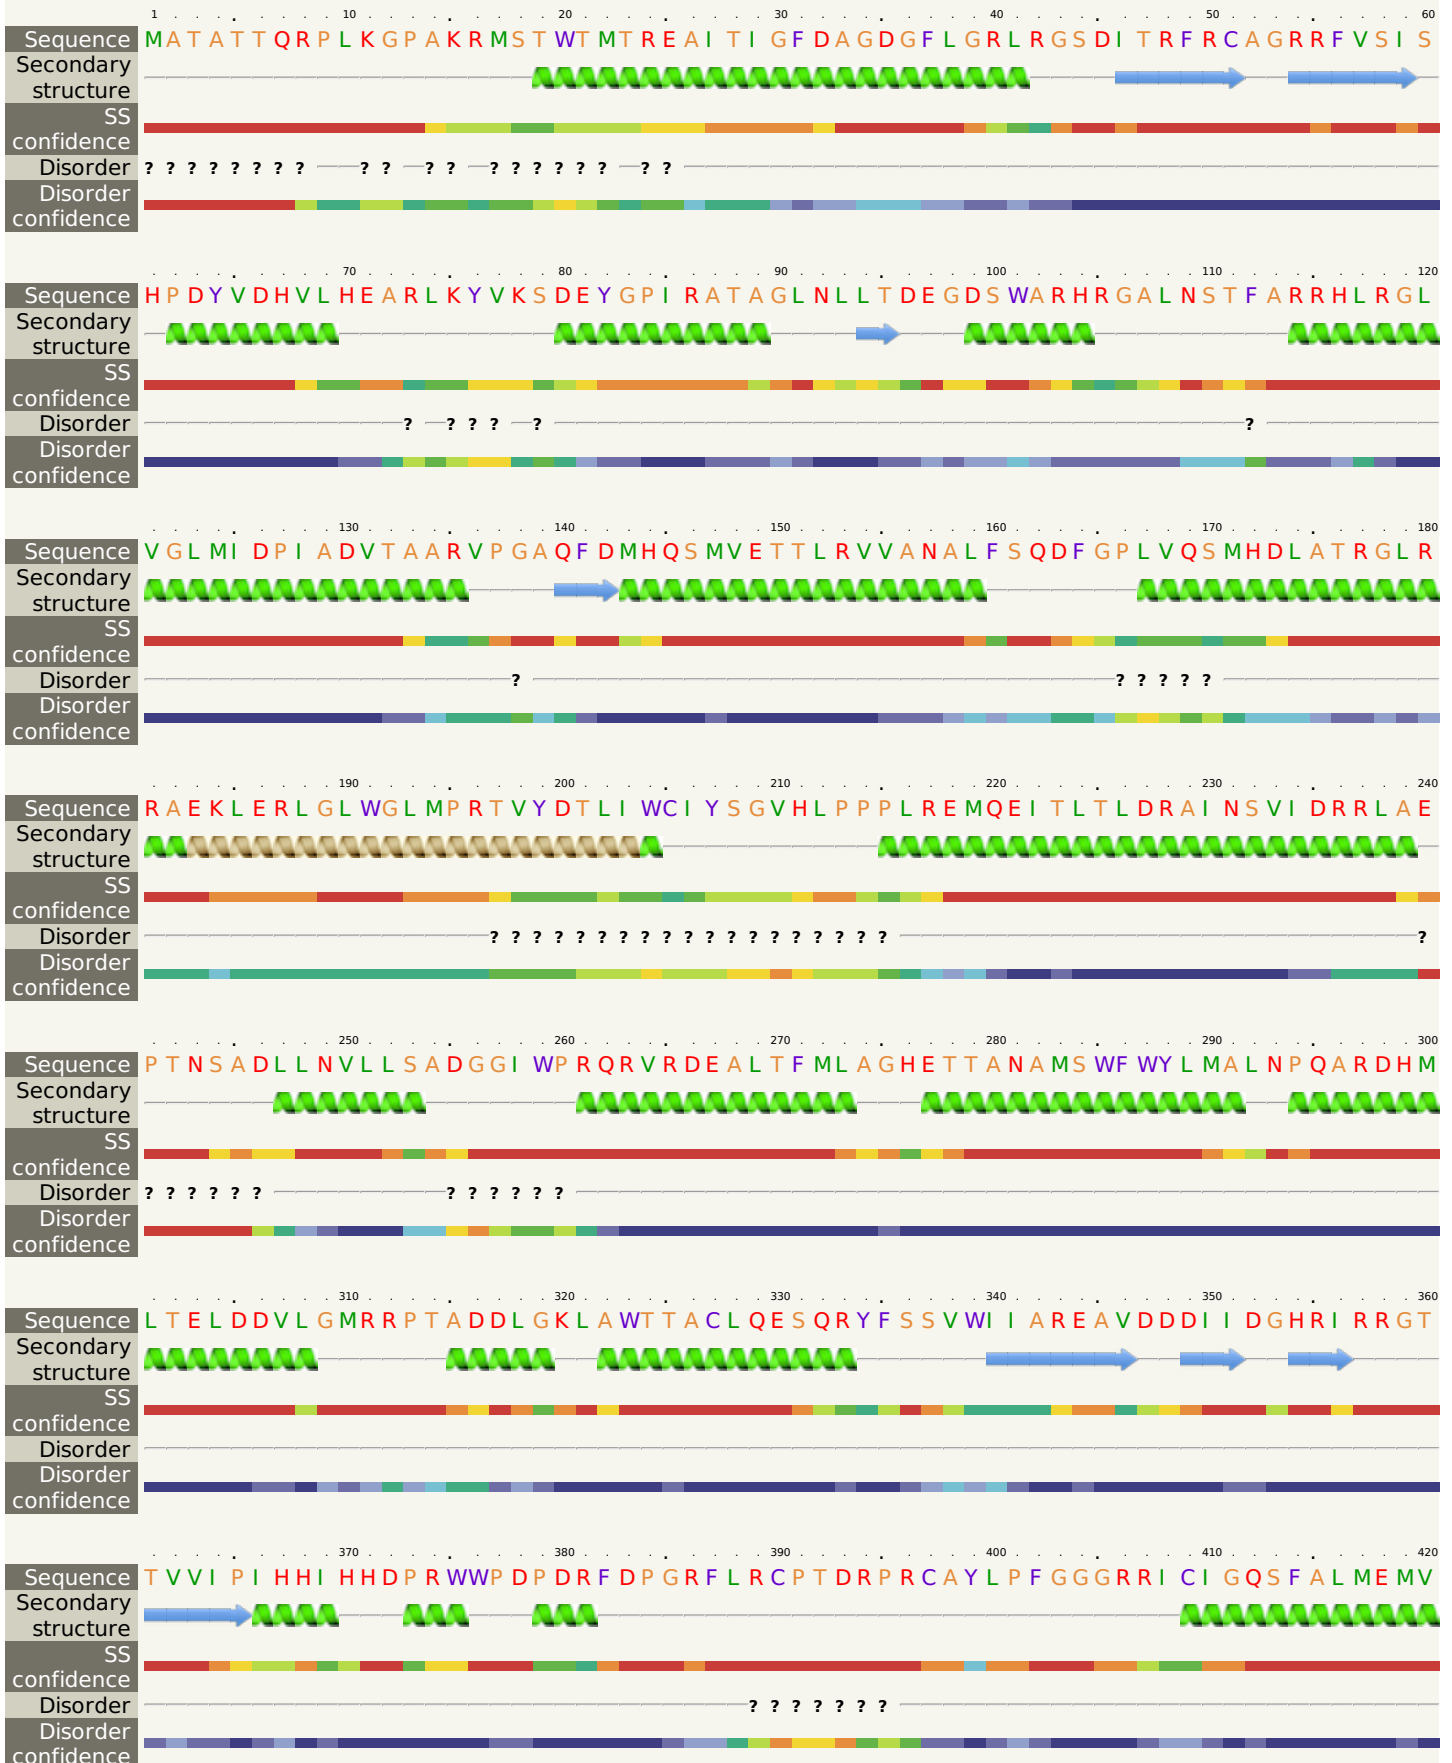 1 10 20 30 40 50 60
Sequence MATATTQRPLKGPAKRMSTWTMTREAITIGFDAGDGFLGRLRGSDITRFRCAGRRFVSIS
Secondary
structure
SS
confidence
Disorder ? ? ? ? ? ? ? ? ? ? ? ? ? ? ? ? ? ? ? ?
Disorder
confidence
70 80 90 100 110 120
Sequence HPDYVDHVLHEARLKYVKSDEYGPIRATAGLNLLTDEGDSWARHRGALNSTFARRHLRGL
Secondary
structure
SS
confidence
Disorder ? ? ? ? ? ?
Disorder
confidence
130 140 150 160 170 180
Sequence VGLMIDPIADVTAARVPGAQFDMHQSMVETTLRVVANALFSQDFGPLVQSMHDLATRGLR
Secondary
structure
SS
confidence
Disorder ? ? ? ? ? ?
Disorder
confidence
190 200 210 220 230 240
Sequence RAEKLERLGLWGLMPRTVYDTLIWCIYSGVHLPPPLREMQEITLTLDRAINSVIDRRLAE
Secondary
structure
SS
confidence
Disorder ? ? ? ? ? ? ? ? ? ? ? ? ? ? ? ? ? ? ? ?
Disorder
confidence
250 260 270 280 290 300
Sequence PTNSADLLNVLLSADGGIWPRQRVRDEALTFMLAGHETTANAMSWFWYLMALNPQARDHM
Secondary
structure
SS
confidence
Disorder ? ? ? ? ? ? ? ? ? ? ? ?
Disorder
confidence
310 320 330 340 350 360
Sequence LTELDDVLGMRRPTADDLGKLAWTTACLQESQRYFSSVWIIAREAVDDDIIDGHRIRRGT
Secondary
structure
SS
confidence
Disorder
Disorder
confidence
370 380 390 400 410 420
Sequence TVVIPIHHIHHDPRWWPDPDRFDPGRFLRCPTDRPRCAYLPFGGGRRICIGQSFALMEMV
Secondary
structure
SS
confidence
Disorder ? ? ? ? ? ? ?
Disorder
confidence